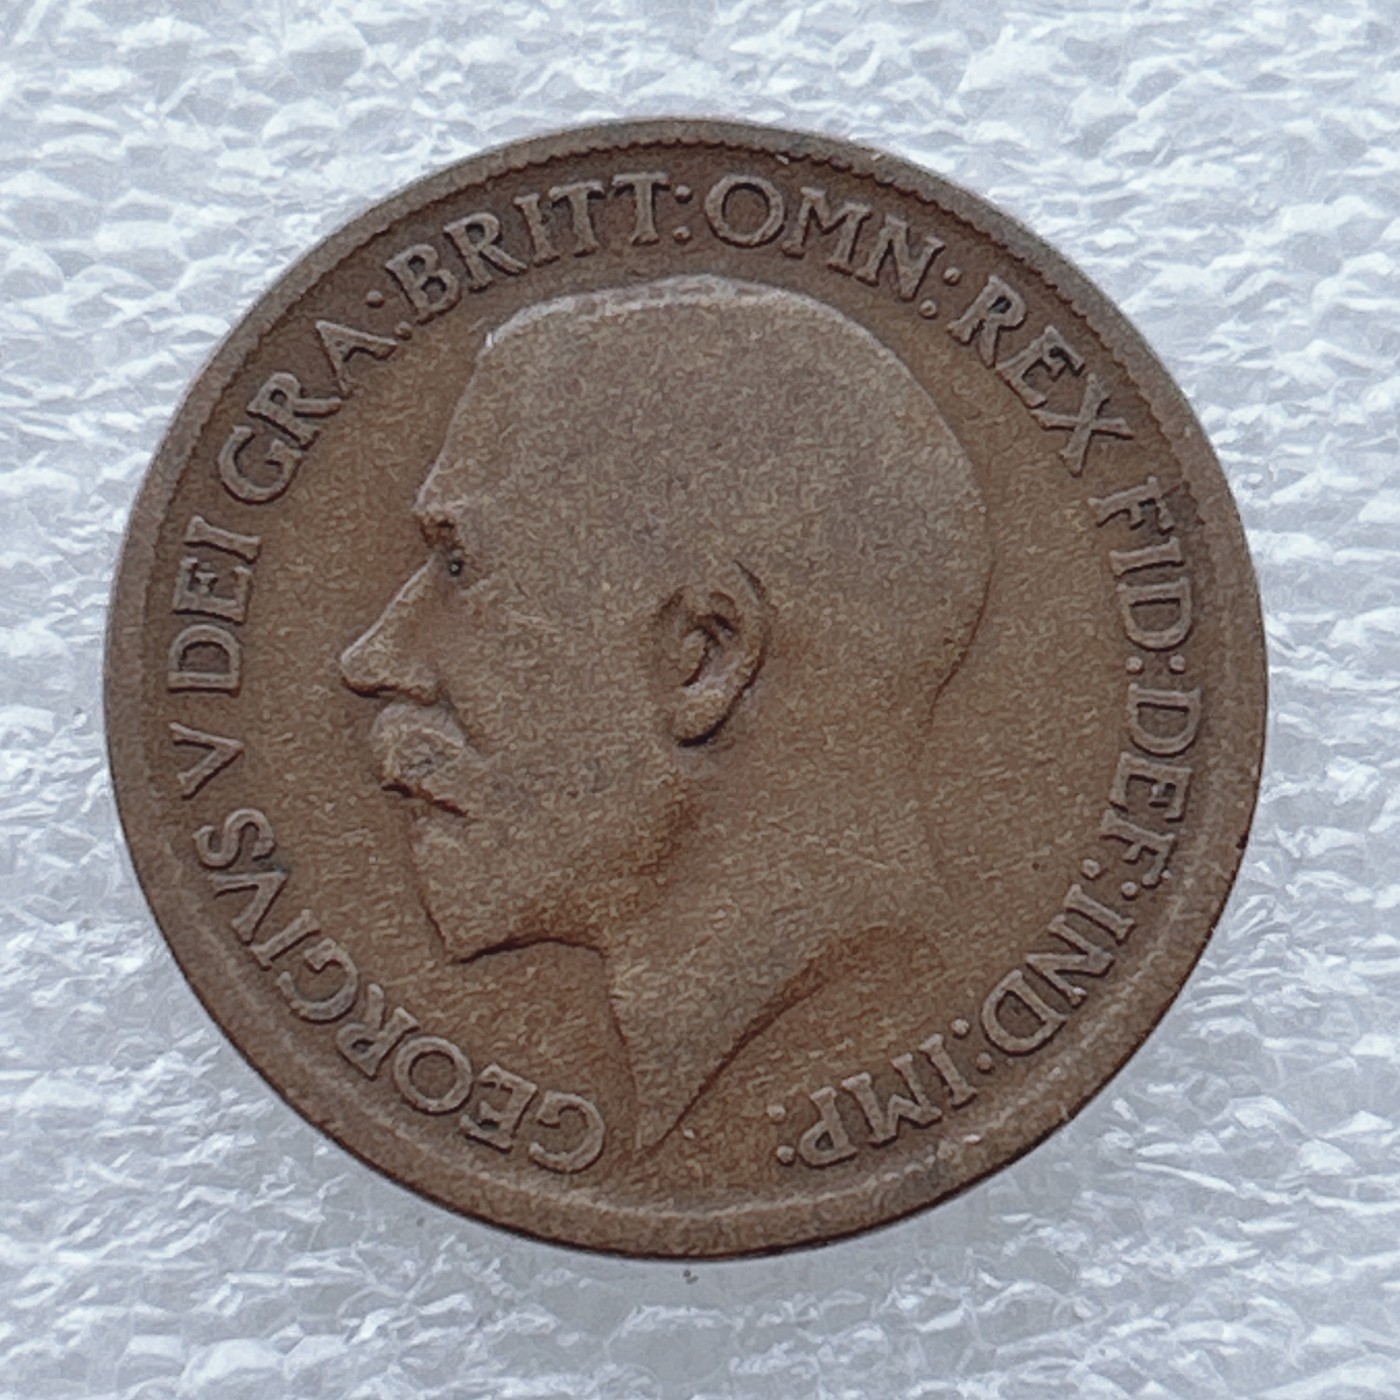 GEORGIVS V DEI GRA: BRITT: OMN: REX FID: DEF: IND: IMP: